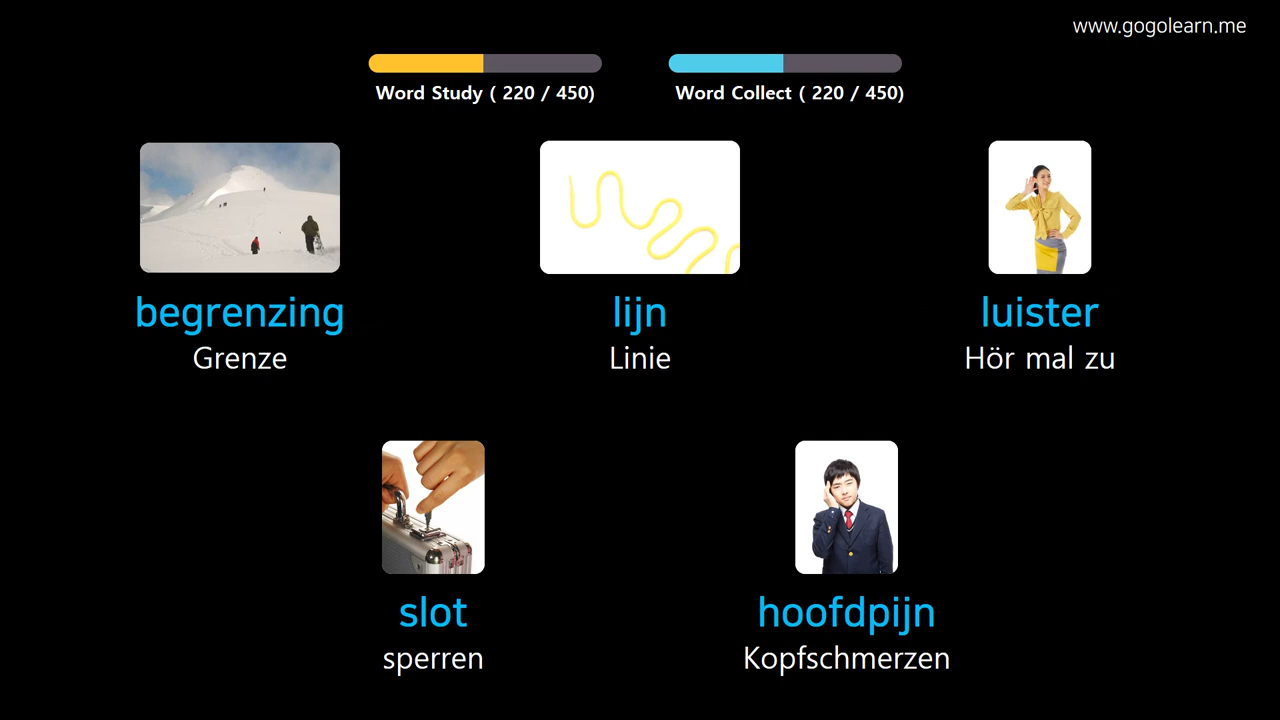 www.gogolearn.me
Word Study ( 220 / 450)
Word Collect ( 220 / 450)
begrenzing
Grenze
lijn
Linie
luister
Hör mal zu
slot
sperren
hoofdpijn
Kopfschmerzen